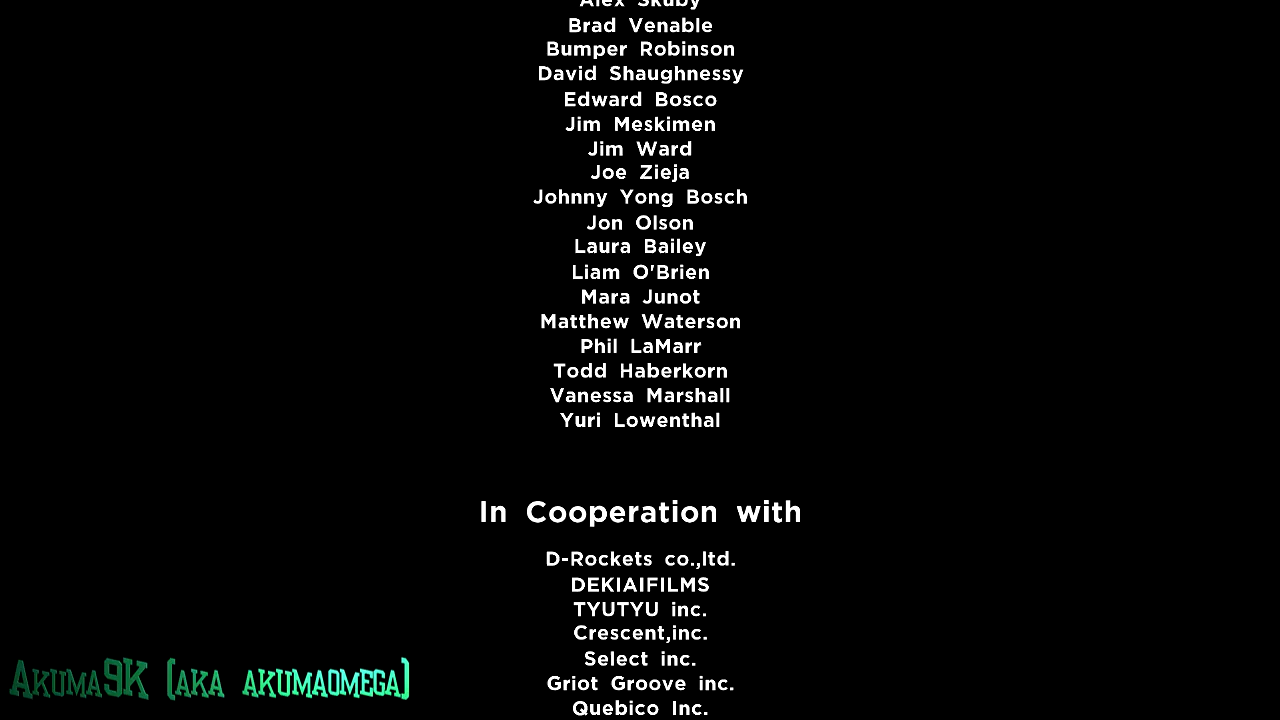 Alex Skuby
Brad Venable
Bumper Robinson
David Shaughnessy
Edward Bosco
Jim Meskimen
Jim Ward
Joe Zieja
Johnny Yong Bosch
Jon Olson
Laura Bailey
Liam O'Brien
Mara Junot
Matthew Waterson
Phil LaMarr
Todd Haberkorn
Vanessa Marshall
Yuri Lowenthal
In Cooperation with
D-Rockets co.,ltd.
DEKIAIFILMS
TYUTYU inc.
Crescent,inc.
Select inc.
Griot Groove inc.
Quebico Inc.
Akuma9K (aka akumaomega)